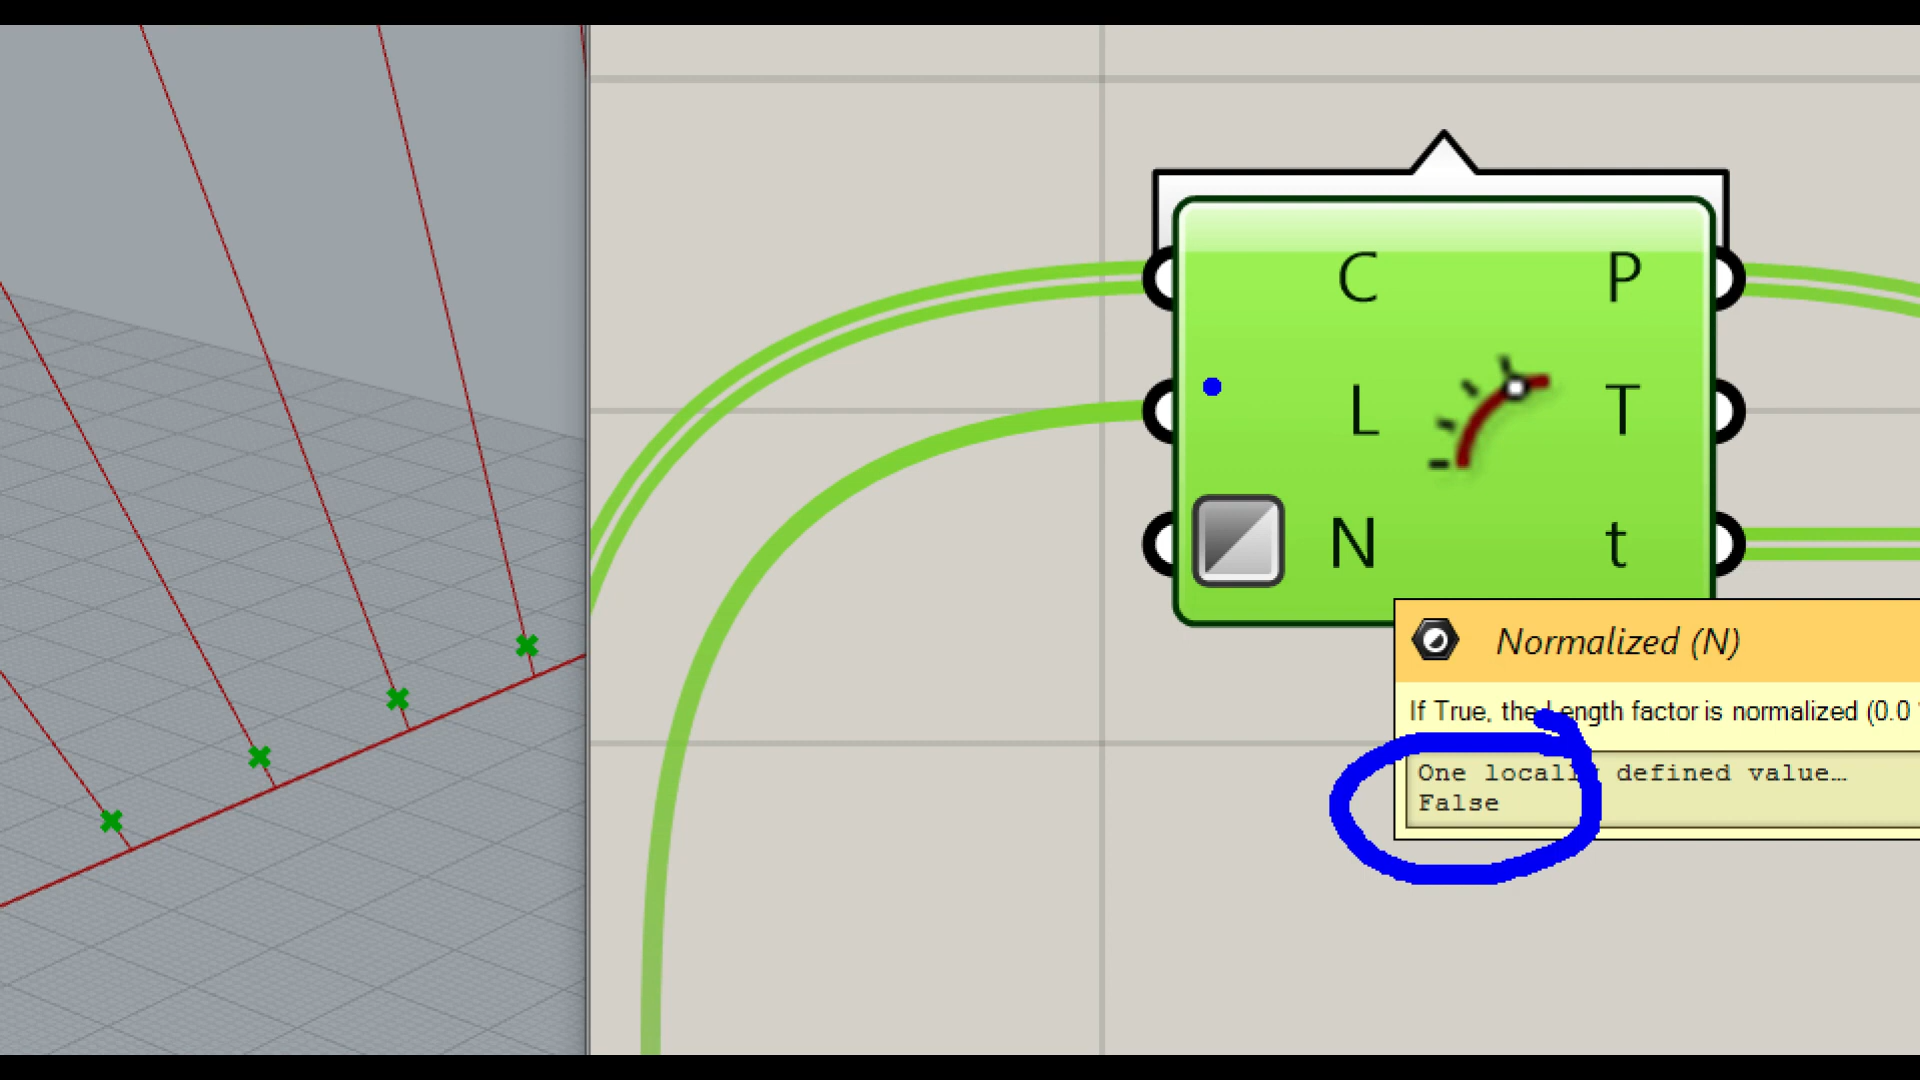 C P
L T
N t
Normalized (N)
If True, the Length factor is normalized (0.0
One locally defined value…
False